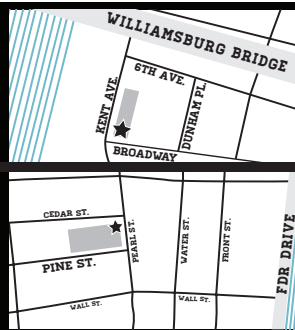 WILLIAMSBURG BRIDGE
6TH AVE.
KENT AVE.
DUNHAM PL.
BROADWAY
CEDAR ST.
PEARL ST.
WATER ST.
FRONT ST.
FDR DRIVE
PINE ST.
WALL ST.
WALL ST.